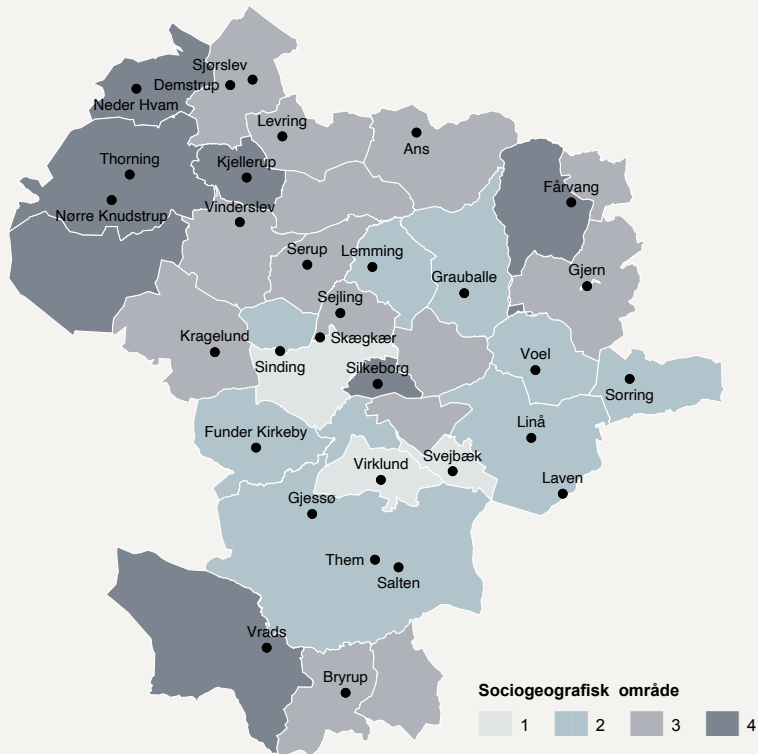 Sjørslev
Demstrup
Neder Hvam
Levring
Ans
Thorning
Kjellerup
Fårvang
Nørre Knudstrup
Vinderslev
Serup
Lemming
Gjern
Grauballe
Sejling
Kragelund
Skægkær
Sinding
Silkeborg
Voel
Sorring
Funder Kirkeby
Linå
Virklund
Svejbæk
Laven
Gjessø
Them
Salten
Vrads
Bryrup
Sociogeografisk område
1 2 3 4